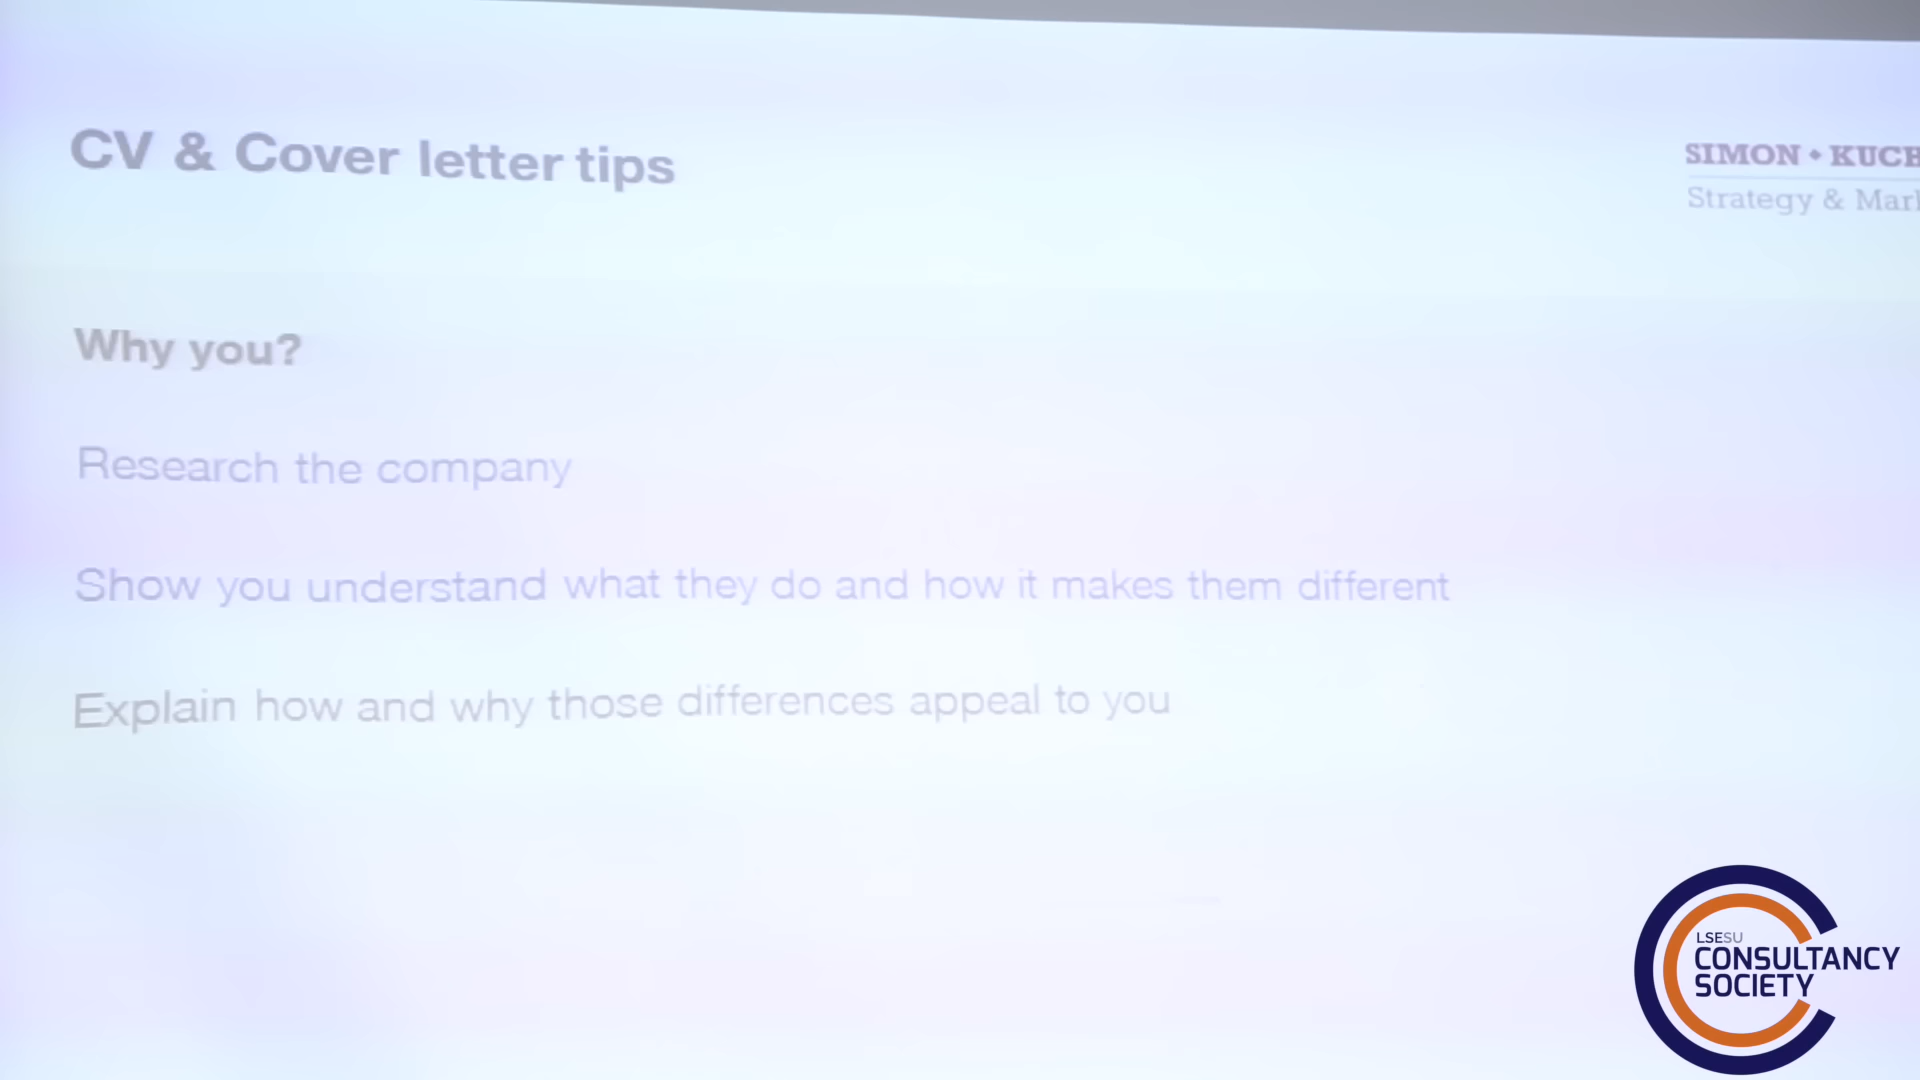 CV & Cover letter tips
SIMON • KUCH
Strategy & Mark
Why you?
Research the company
Show you understand what they do and how it makes them different
Explain how and why those differences appeal to you
LSESU
CONSULTANCY
SOCIETY